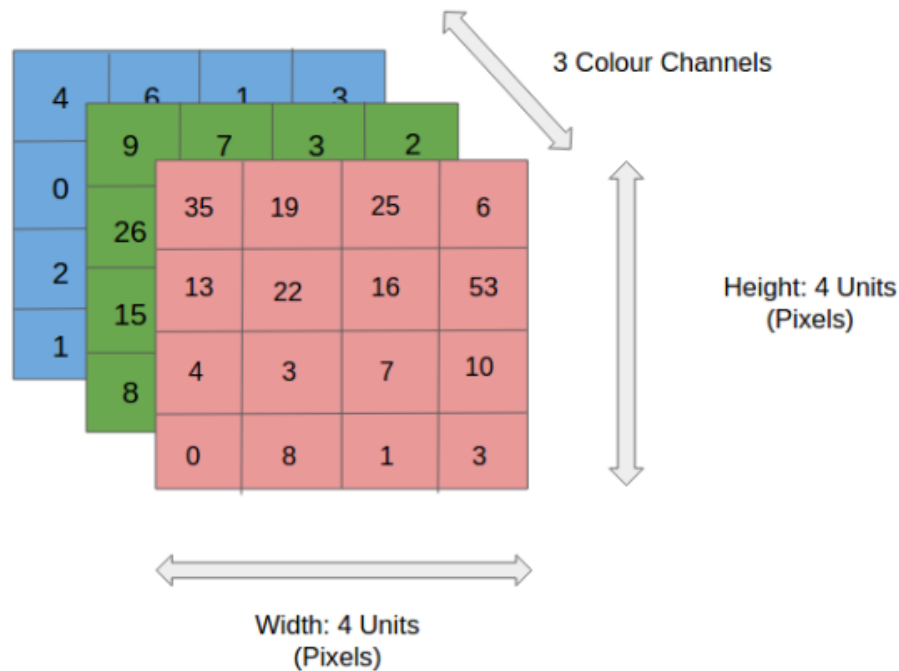 3 Colour Channels
4 6 1 3
0
2
1
9 7 3 2
26
15
8
35 19 25 6
13 22 16 53
4 3 7 10
0 8 1 3
Height: 4 Units
(Pixels)
Width: 4 Units
(Pixels)